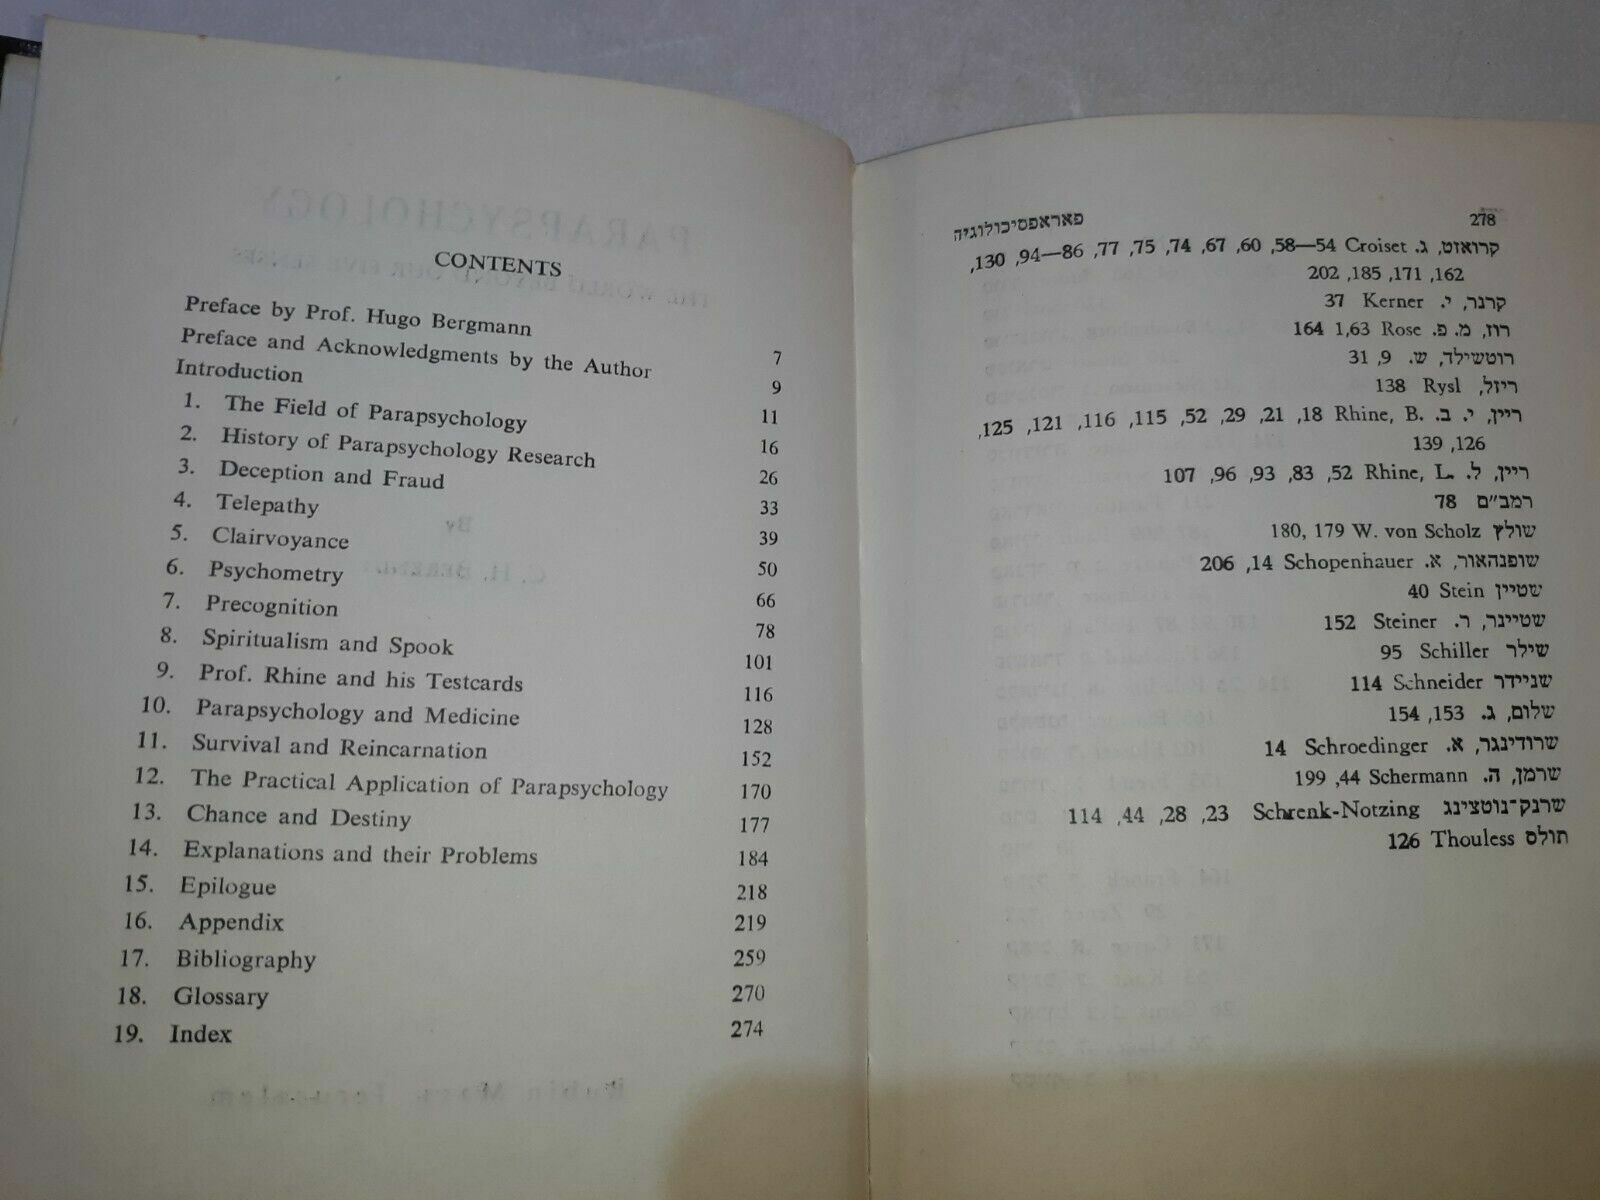 CONTENTS
Preface by Prof. Hugo Bergmann 7
Preface and Acknowledgments by the Author 9
Introduction 11
1. The Field of Parapsychology 16
2. History of Parapsychology Research 26
3. Deception and Fraud 33
4. Telepathy 39
5. Clairvoyance 50
6. Psychometry 66
7. Precognition 78
8. Spiritualism and Spook 101
9. Prof. Rhine and his Testcards 116
10. Parapsychology and Medicine 128
11. Survival and Reincarnation 152
12. The Practical Application of Parapsychology 170
13. Chance and Destiny 177
14. Explanations and their Problems 184
15. Epilogue 218
16. Appendix 219
17. Bibliography 259
18. Glossary 270
19. Index 274
278 פאראפסיכולוגיה
קרואזט, ג. Croiset 54—58, 60, 67, 74, 75, 77, 86—94, 130,
162, 171, 185, 202
קרנר, י. Kerner 37
רוז, מ. פ. Rose 1,63 164
רוטשילד, ש. 9, 31
ריזל, Rysl 138
ריין, י. ב. Rhine, B. 18, 21, 29, 52, 115, 116, 121, 125,
126, 139
ריין, ל. Rhine, L. 52, 83, 93, 96, 107
רמב״ם 78
שולץ W. von Scholz 179, 180
שופנהאור, א. Schopenhauer 14, 206
שטיין Stein 40
שטיינר, ר. Steiner 152
שילר Schiller 95
שניידר Schneider 114
שלום, ג. 153, 154
שרודינגר, א. Schroedinger 14
שרמן, ה. Schermann 44, 199
שרנק־נוטצינג Schrenk-Notzing 23, 28, 44, 114
תולס Thouless 126